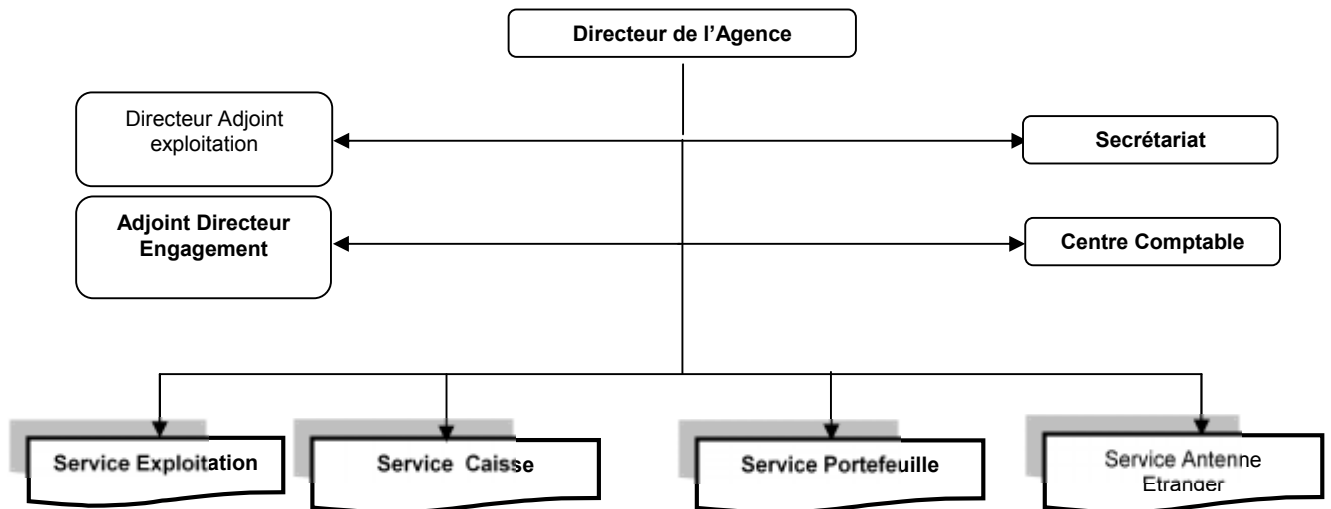 Directeur de l’Agence
Directeur Adjoint
exploitation
Secrétariat
Adjoint Directeur
Engagement
Centre Comptable
Service Exploitation
Service Caisse
Service Portefeuille
Service Antenne
Etranger